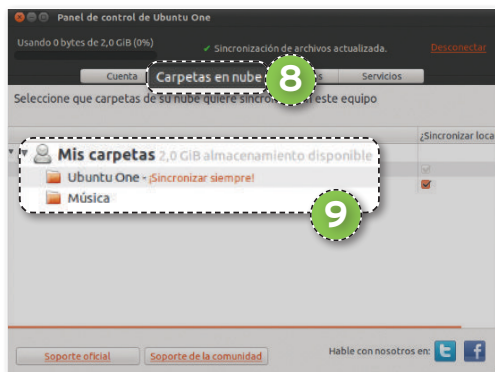 Panel de control de Ubuntu One
Usando 0 bytes de 2,0 GiB (0%)
✔ Sincronización de archivos actualizada.
Desconectar
Cuenta
Carpetas en nube
8
Servicios
Seleccione que carpetas de su nube quiere este equipo
¿Sincronizar loca
Mis carpetas 2,0 GiB almacenamiento disponible
Ubuntu One - ¡Sincronizar siempre!
Música
9
Soporte oficial
Soporte de la comunidad
Hable con nosotros en: